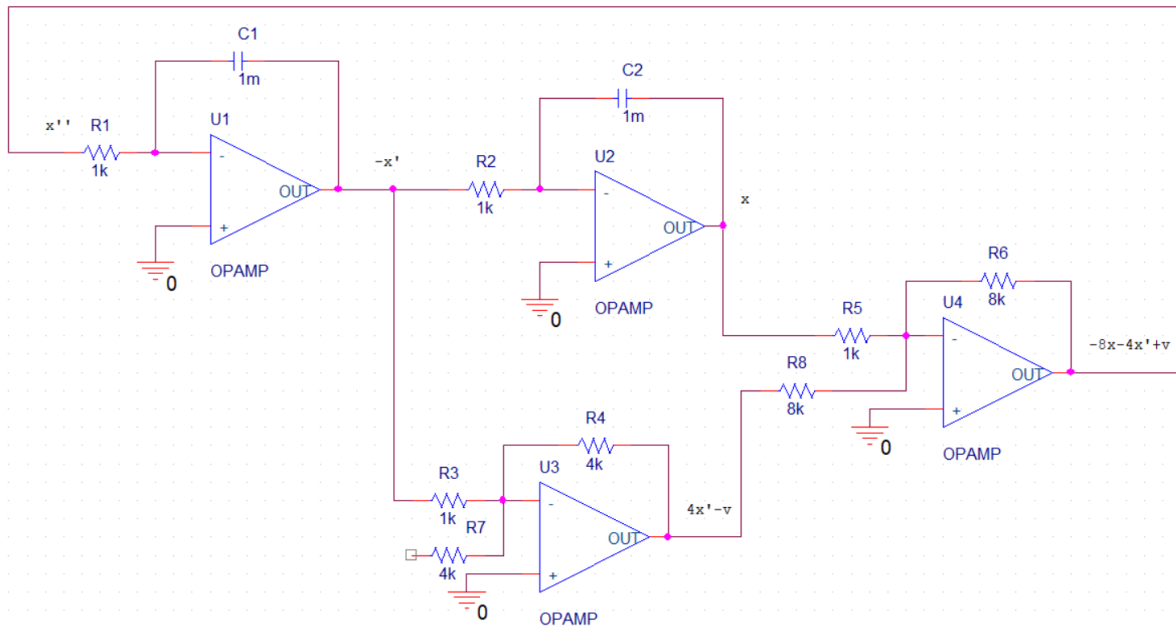 C1
1m
x''
R1
1k
U1
-
+
OUT
OPAMP
0
-x'
R2
1k
C2
1m
U2
-
+
OUT
OPAMP
0
x
R3
1k
R7
4k
R4
4k
U3
-
+
OUT
OPAMP
0
4x'-v
R5
1k
R8
8k
R6
8k
U4
-
+
OUT
OPAMP
0
-8x-4x'+v